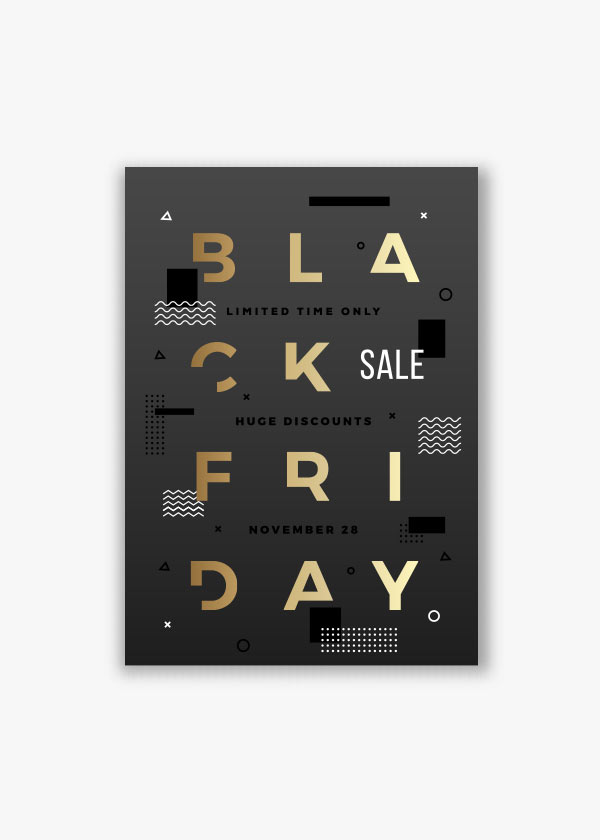 BLA
LIMITED TIME ONLY
CK SALE
HUGE DISCOUNTS
FRI
NOVEMBER 28
DAY